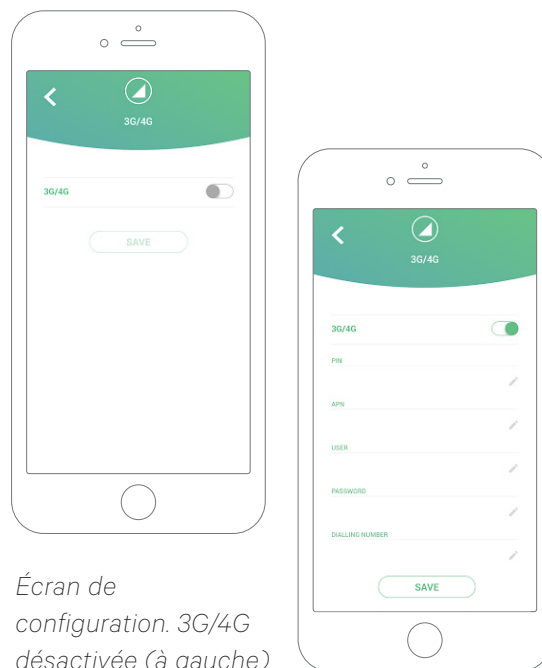 3G/4G
3G/4G
SAVE
3G/4G
3G/4G
PIN
APN
USER
PASSWORD
DIALLING NUMBER
SAVE
Écran de
configuration. 3G/4G
désactivée (à gauche)